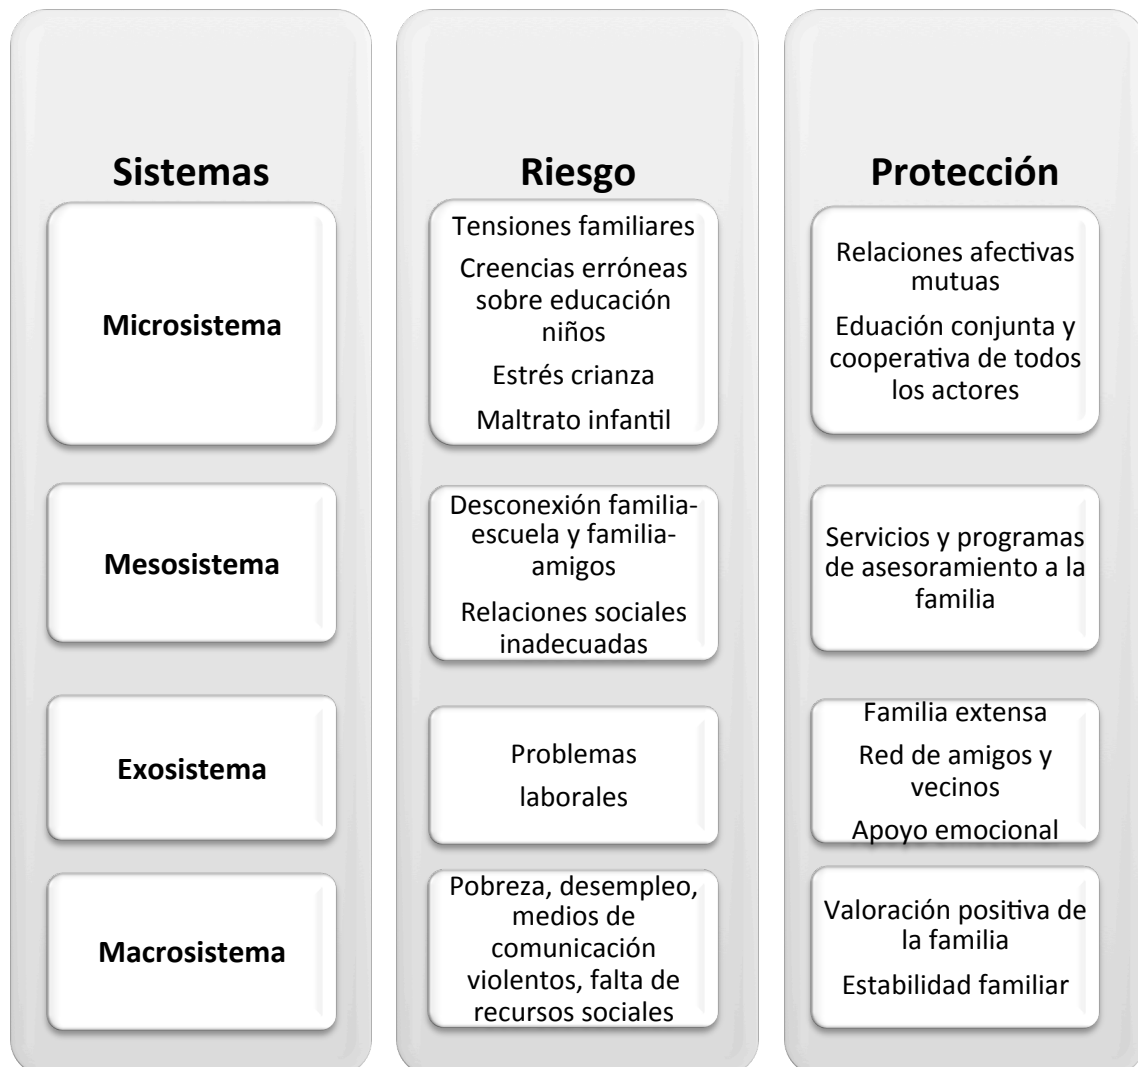 Sistemas
Riesgo
Protección
Microsistema
Tensiones familiares
Creencias erróneas
sobre educación
niños
Estrés crianza
Maltrato infantil
Relaciones afectivas
mutuas
Eduación conjunta y
cooperativa de todos
los actores
Mesosistema
Desconexión familia-
escuela y familia-
amigos
Relaciones sociales
inadecuadas
Servicios y programas
de asesoramiento a la
familia
Exosistema
Problemas
laborales
Familia extensa
Red de amigos y
vecinos
Apoyo emocional
Macrosistema
Pobreza, desempleo,
medios de
comunicación
violentos, falta de
recursos sociales
Valoración positiva de
la familia
Estabilidad familiar